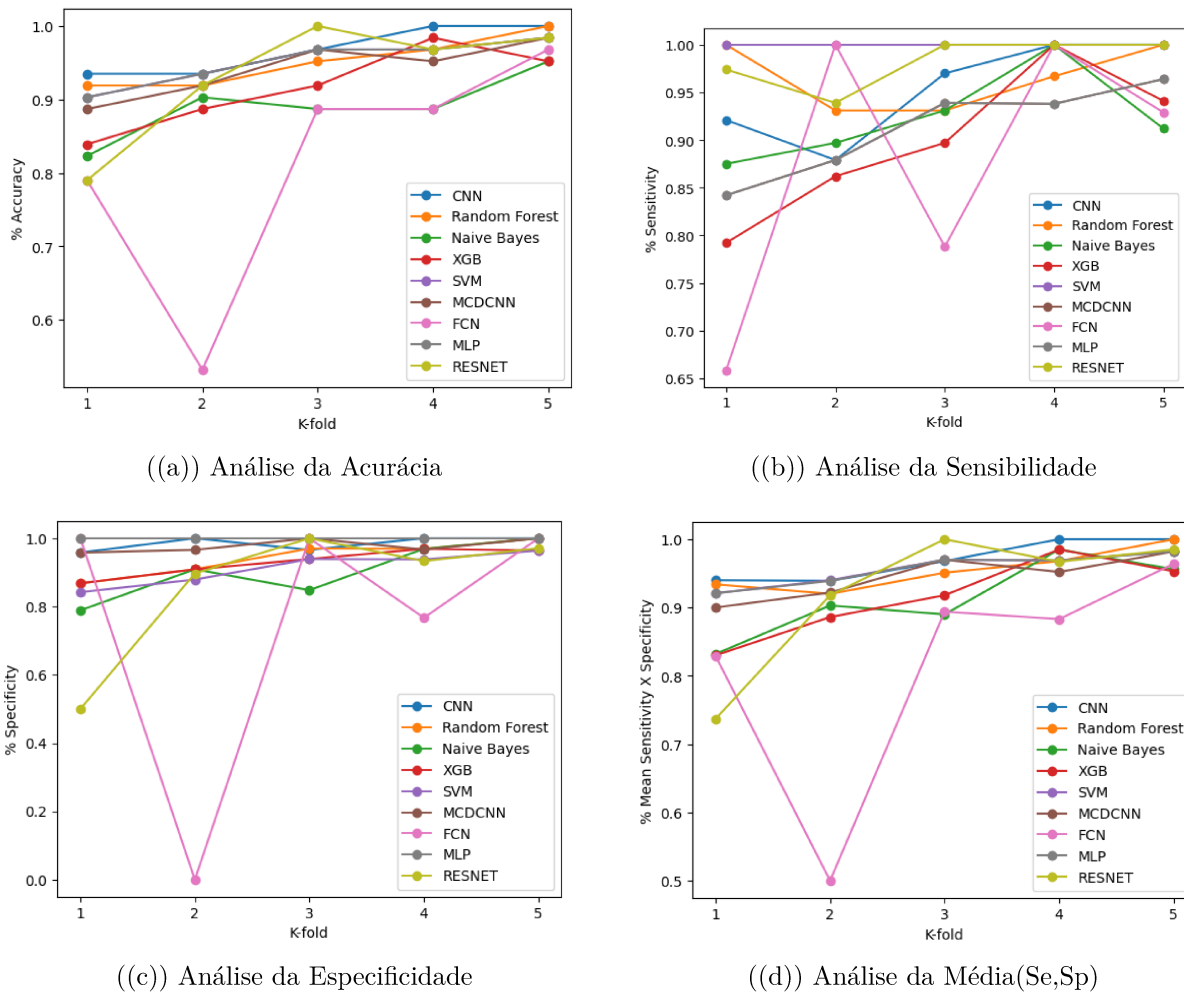 1.0
0.9
0.8
0.7
0.6
% Accuracy
1 2 3 4 5
K-fold
CNN
Random Forest
Naive Bayes
XGB
SVM
MCDCNN
FCN
MLP
RESNET
((a)) Análise da Acurácia
1.00
0.95
0.90
0.85
0.80
0.75
0.70
0.65
% Sensitivity
1 2 3 4 5
K-fold
CNN
Random Forest
Naive Bayes
XGB
SVM
MCDCNN
FCN
MLP
RESNET
((b)) Análise da Sensibilidade
1.0
0.8
0.6
0.4
0.2
0.0
% Specificity
1 2 3 4 5
K-fold
CNN
Random Forest
Naive Bayes
XGB
SVM
MCDCNN
FCN
MLP
RESNET
((c)) Análise da Especificidade
1.0
0.9
0.8
0.7
0.6
0.5
% Mean Sensitivity X Specificity
1 2 3 4 5
K-fold
CNN
Random Forest
Naive Bayes
XGB
SVM
MCDCNN
FCN
MLP
RESNET
((d)) Análise da Média(Se,Sp)